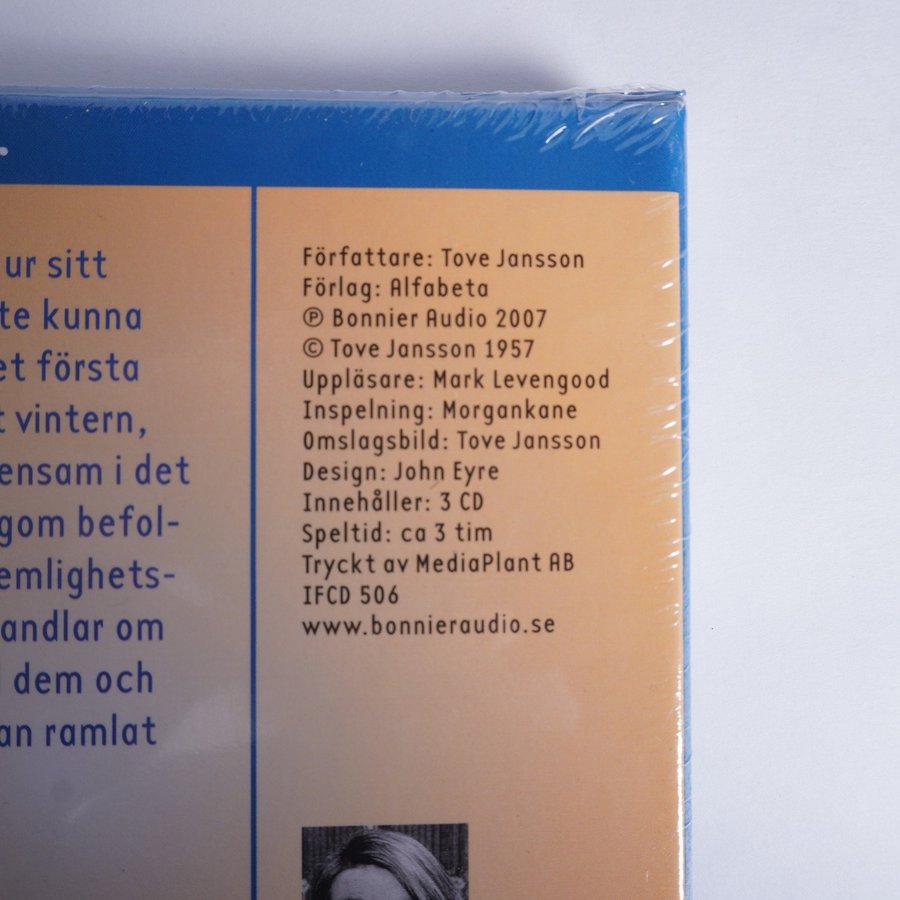 ur sitt
te kunna
et första
t vintern,
ensam i det
gom befol-
emlighets-
andlar om
dem och
an ramlat
Författare: Tove Jansson
Förlag: Alfabeta
℗ Bonnier Audio 2007
© Tove Jansson 1957
Uppläsare: Mark Levengood
Inspelning: Morgankane
Omslagsbild: Tove Jansson
Design: John Eyre
Innehåller: 3 CD
Speltid: ca 3 tim
Tryckt av MediaPlant AB
IFCD 506
www.bonnieraudio.se